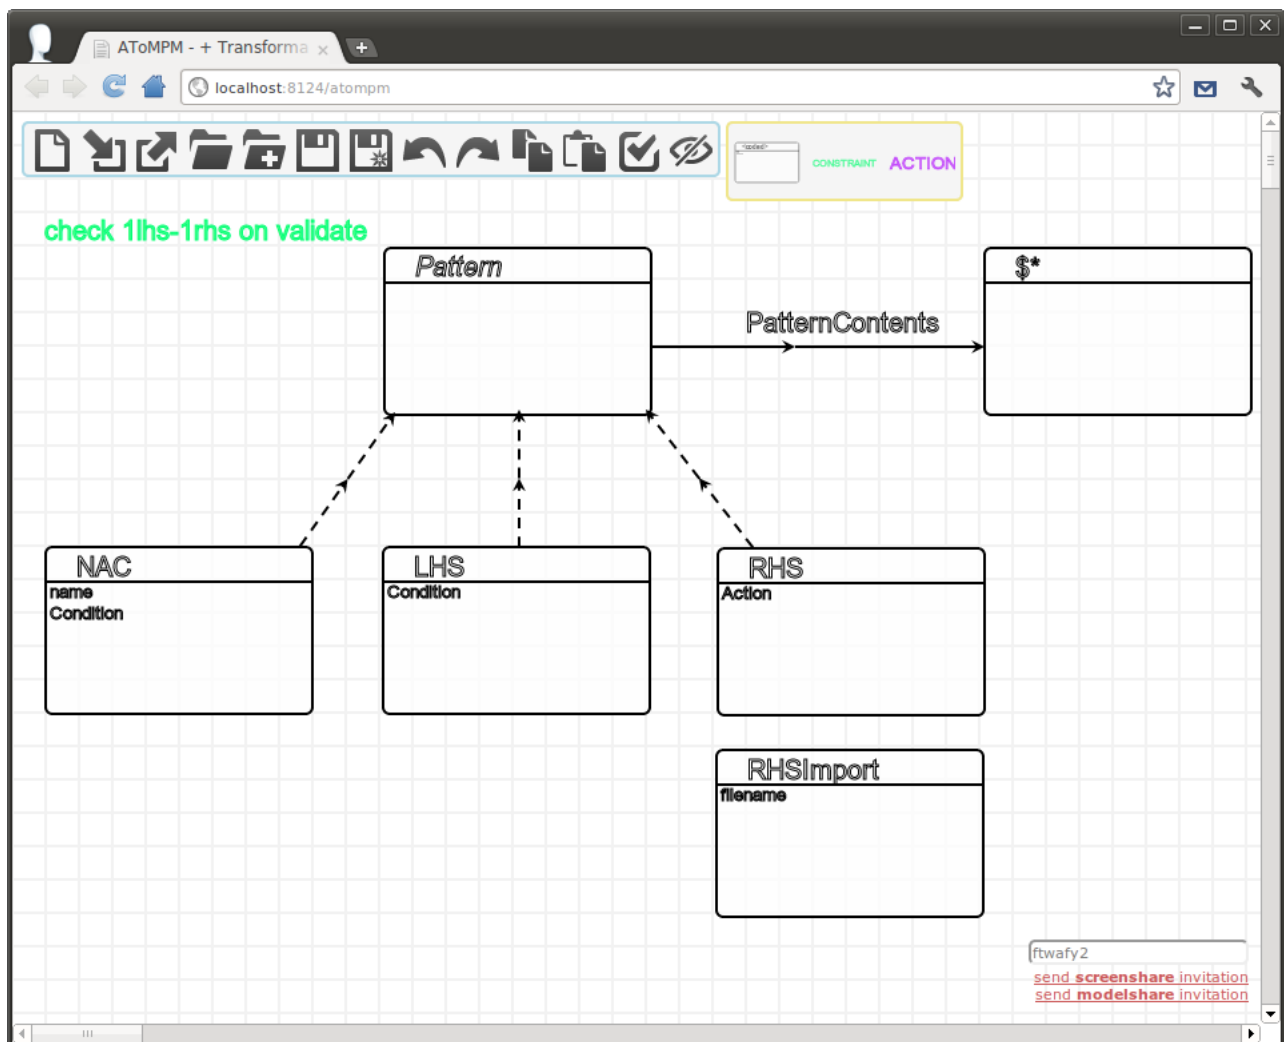 AToMPM - + Transforma
localhost:8124/atompm
CONSTRAINT
ACTION
check 1lhs-1rhs on validate
Pattern
$*
PatternContents
NAC
name
Condition
LHS
Condition
RHS
Action
RHSImport
filename
ftwafy2
send screenshare invitation
send modelshare invitation